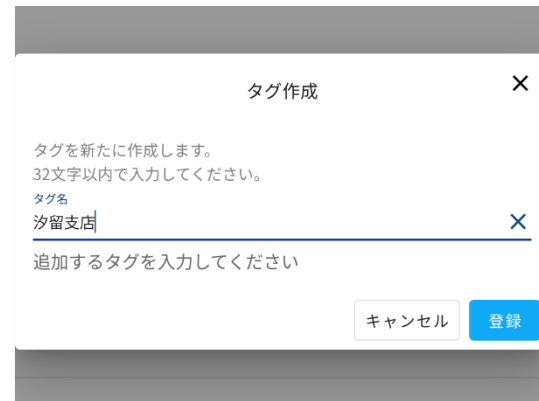 タグ作成
タグを新たに作成します。
32文字以内で入力してください。
タグ名
汐留支店
追加するタグを入力してください
キャンセル
登録